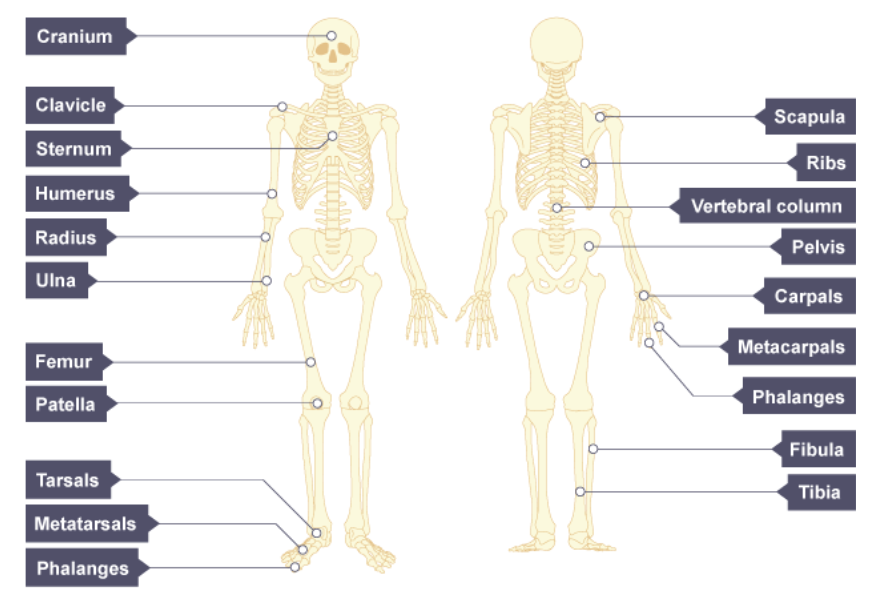 Cranium
Clavicle
Sternum
Humerus
Radius
Ulna
Femur
Patella
Tarsals
Metatarsals
Phalanges
Scapula
Ribs
Vertebral column
Pelvis
Carpals
Metacarpals
Phalanges
Fibula
Tibia